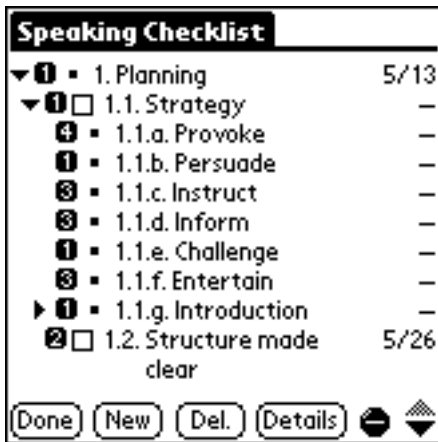 Speaking Checklist
1 1. Planning 5/13
1 1.1. Strategy –
4 1.1.a. Provoke –
1 1.1.b. Persuade –
3 1.1.c. Instruct –
3 1.1.d. Inform –
1 1.1.e. Challenge –
3 1.1.f. Entertain –
1 1.1.g. Introduction –
2 1.2. Structure made 5/26
clear
Done New Del. Details